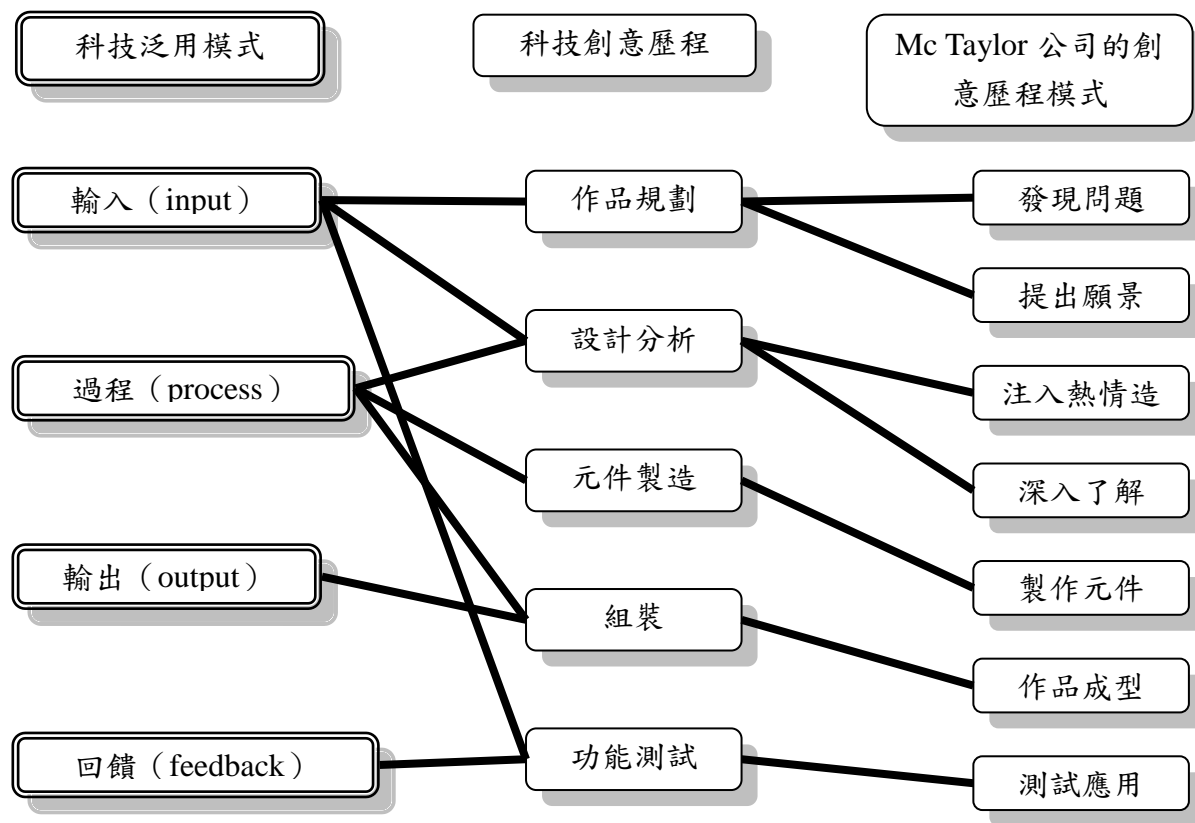 科技泛用模式
科技創意歷程
Mc Taylor 公司的創
意歷程模式
輸入（input）
作品規劃
發現問題
提出願景
設計分析
過程（process）
注入熱情造
元件製造
深入了解
輸出（output）
組裝
製作元件
作品成型
回饋（feedback）
功能測試
測試應用